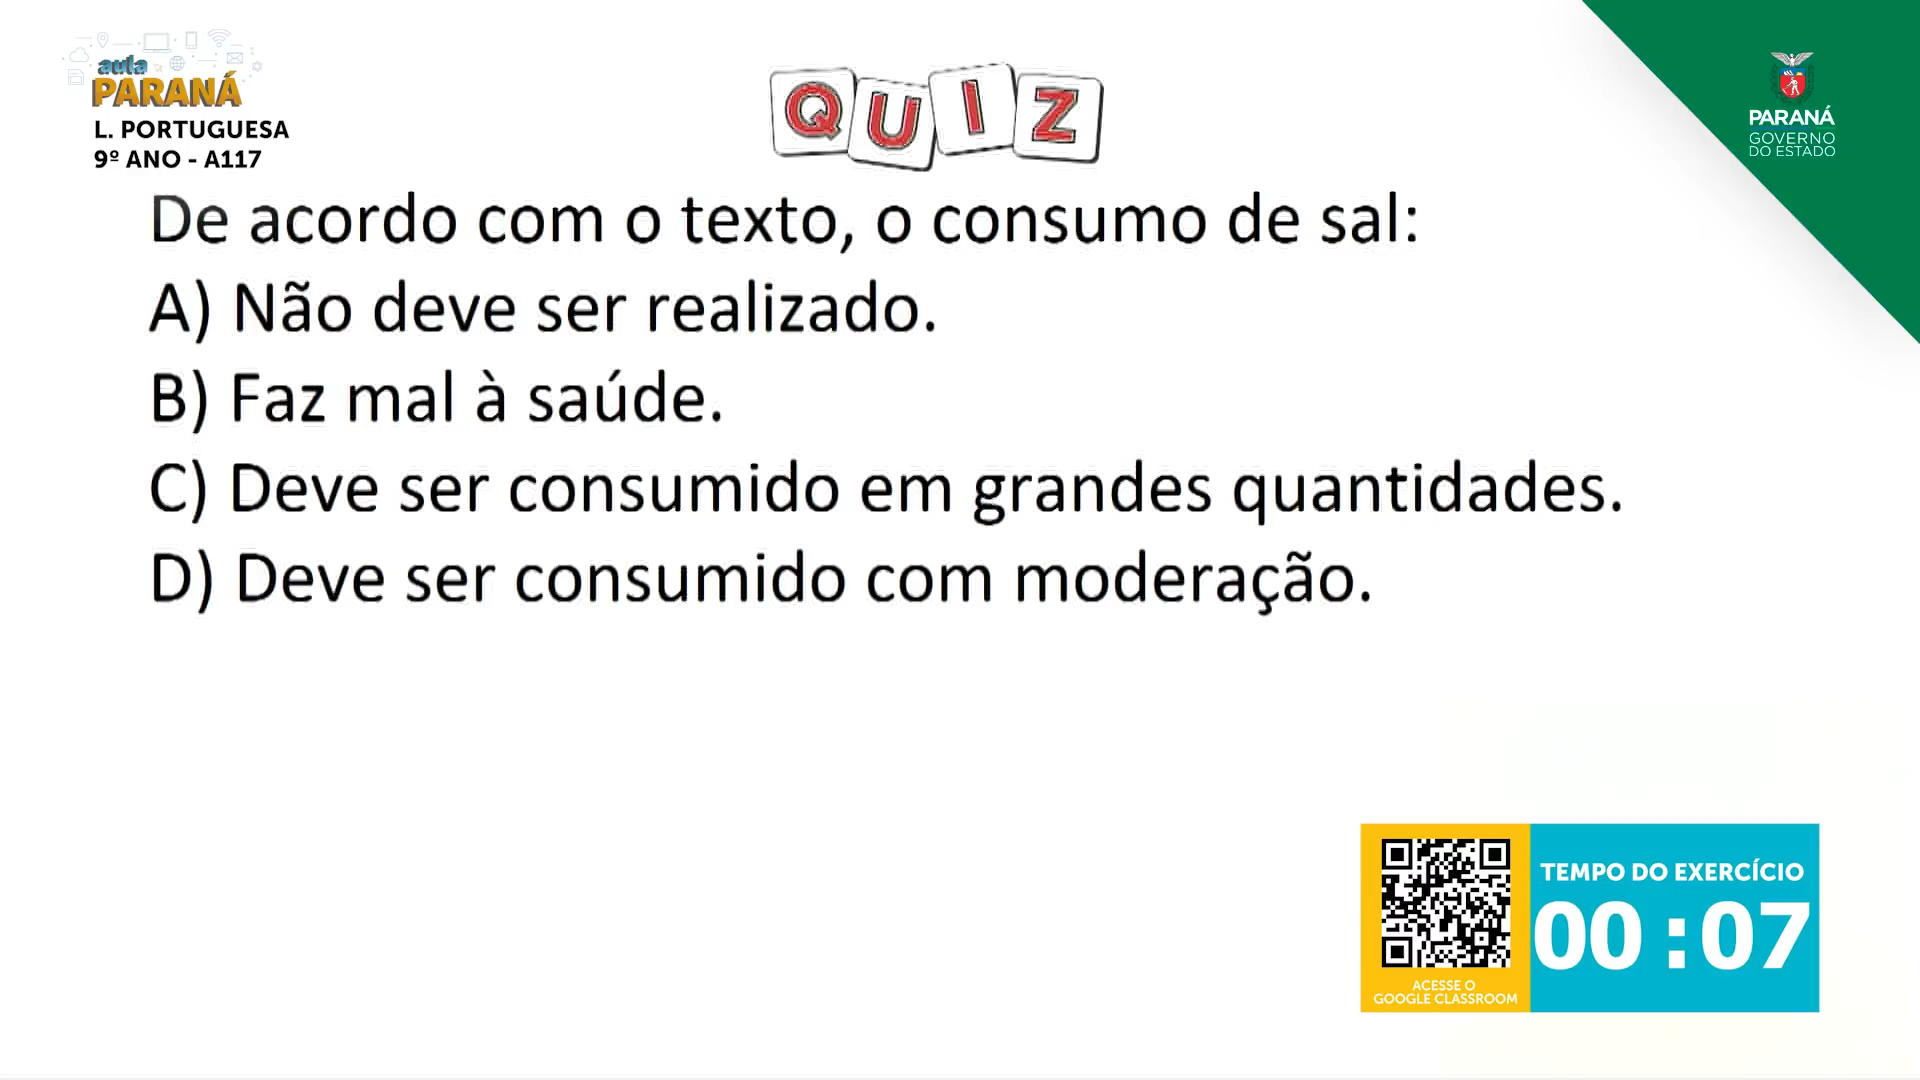 aula
PARANÁ
L. PORTUGUESA
9º ANO - A117
QUIZ
PARANÁ
GOVERNO
DO ESTADO
De acordo com o texto, o consumo de sal:
A) Não deve ser realizado.
B) Faz mal à saúde.
C) Deve ser consumido em grandes quantidades.
D) Deve ser consumido com moderação.
TEMPO DO EXERCÍCIO
00:07
ACESSE O
GOOGLE CLASSROOM